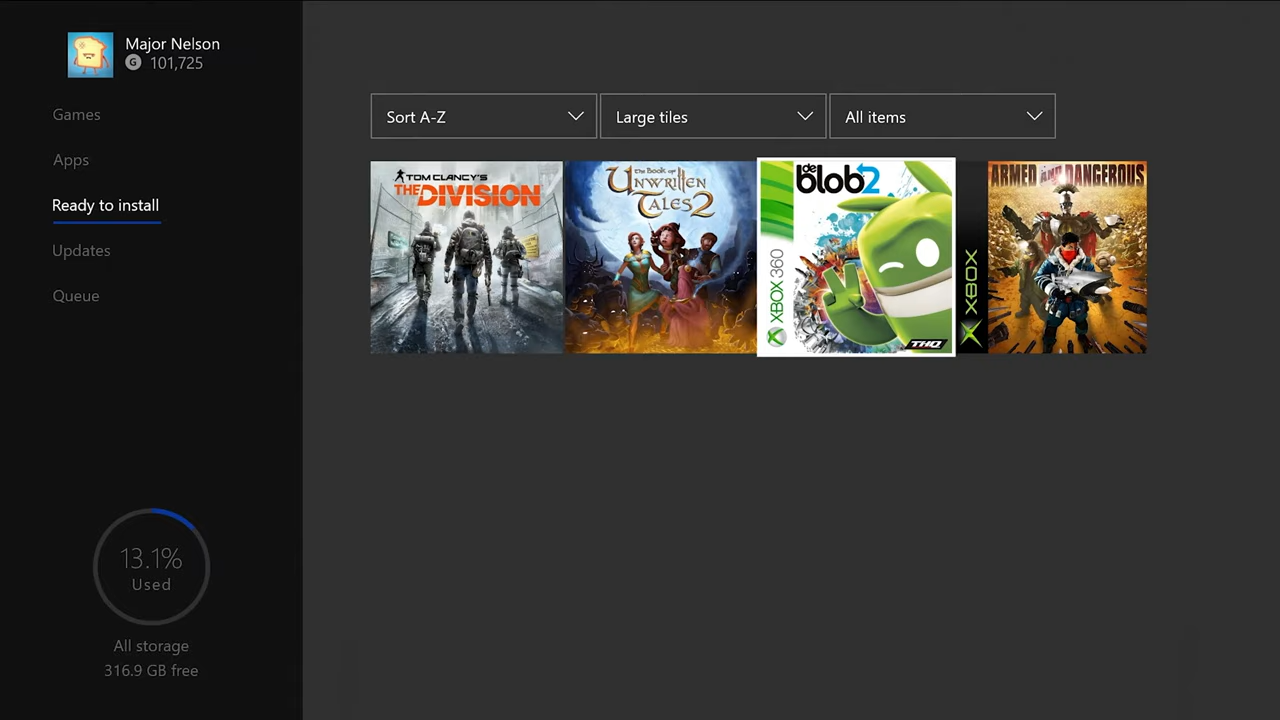 Major Nelson
G 101,725
Games
Apps
Ready to install
Updates
Queue
13.1%
Used
All storage
316.9 GB free
Sort A-Z
Large tiles
All items
TOM CLANCY'S
THE DIVISION
THE BOOK OF
UNWRITTEN
TALES 2
XBOX 360
de
blob 2
THQ
XBOX
ARMED AND DANGEROUS